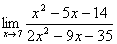 lim x→7 (x² − 5x − 14)/(2x² − 9x − 35)